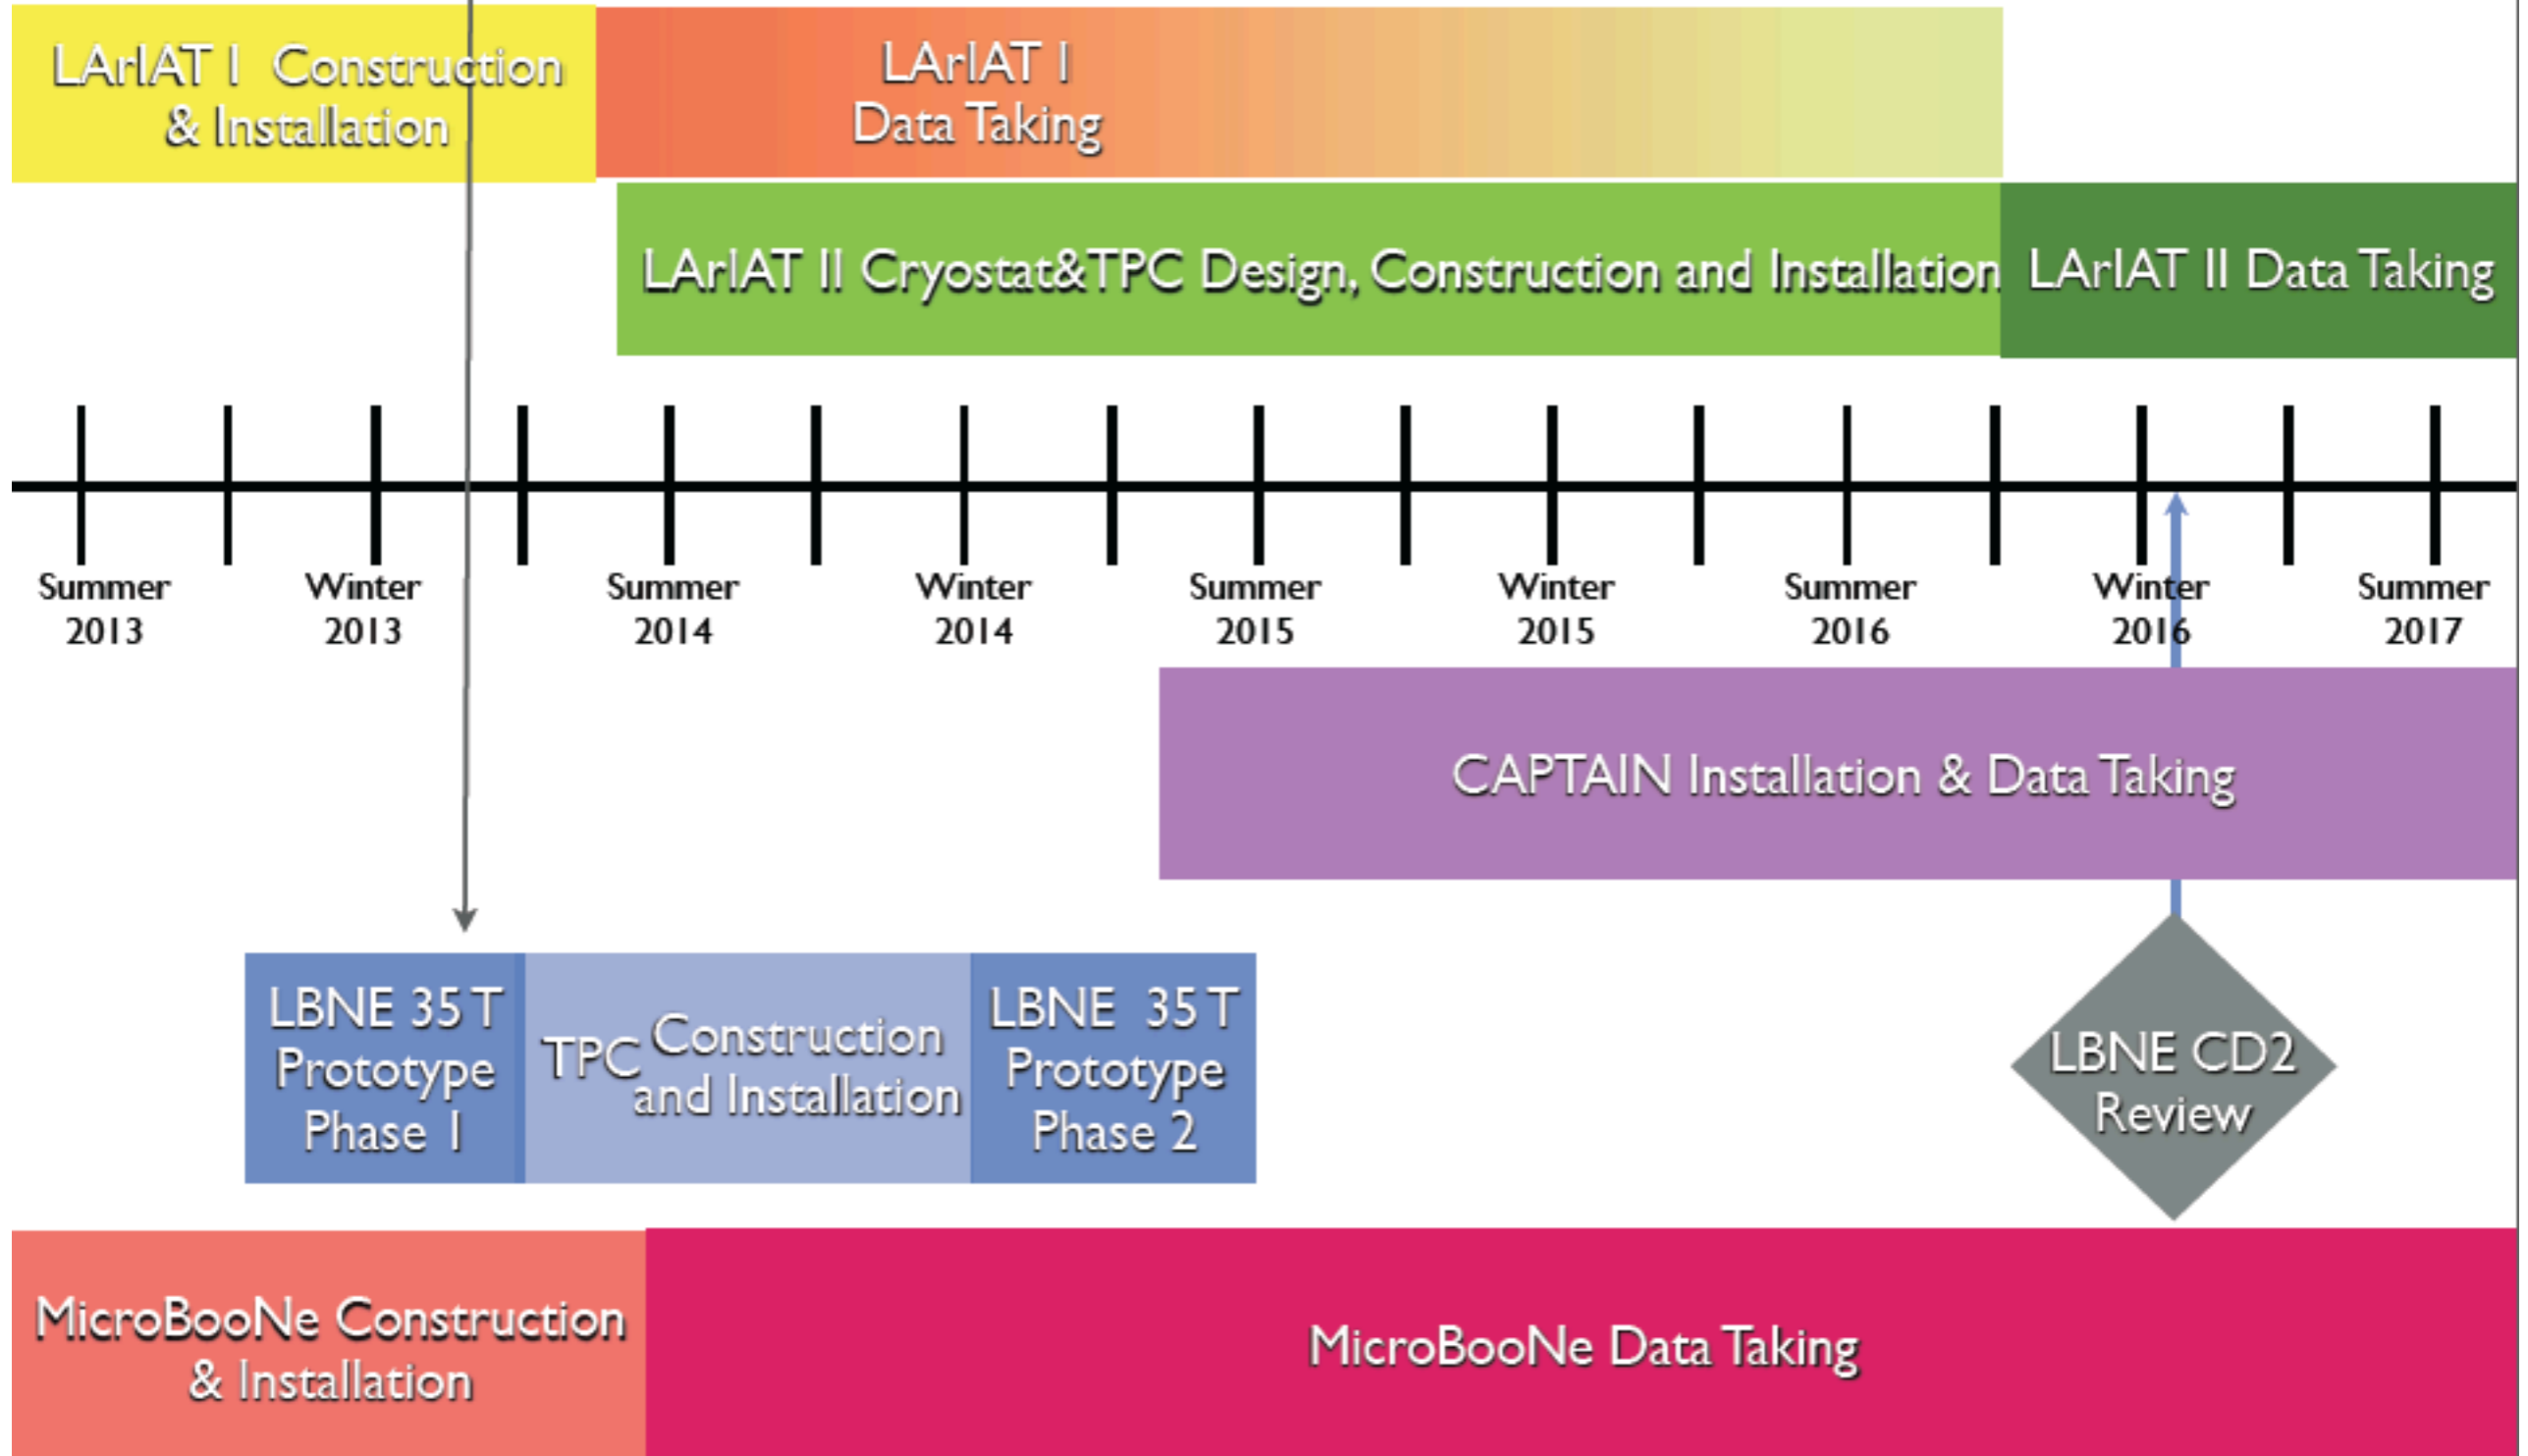 LArIAT I Construction
& Installation
LArIAT I
Data Taking
LArIAT II Cryostat&TPC Design, Construction and Installation
LArIAT II Data Taking
Summer
2013
Winter
2013
Summer
2014
Winter
2014
Summer
2015
Winter
2015
Summer
2016
Winter
2016
Summer
2017
CAPTAIN Installation & Data Taking
LBNE 35 T
Prototype
Phase 1
TPC
Construction
and Installation
LBNE 35 T
Prototype
Phase 2
LBNE CD2
Review
MicroBooNe Construction
& Installation
MicroBooNe Data Taking